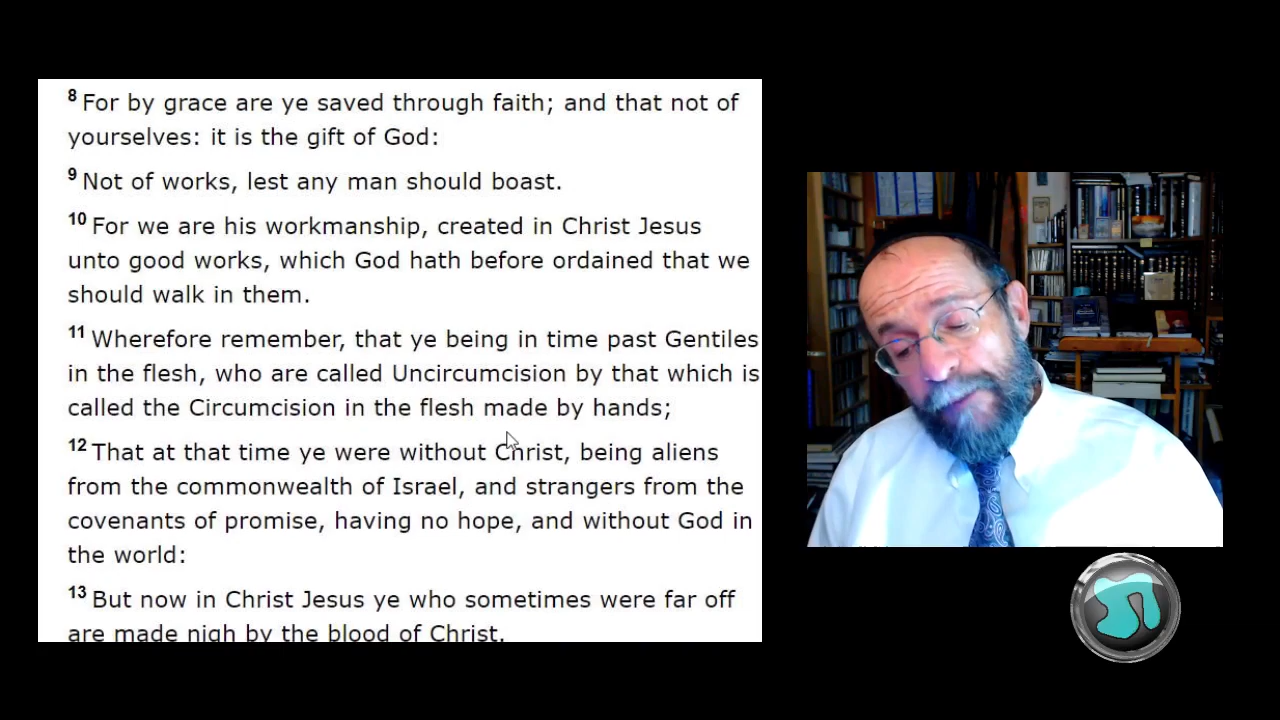 8 For by grace are ye saved through faith; and that not of
yourselves: it is the gift of God:
9 Not of works, lest any man should boast.
10 For we are his workmanship, created in Christ Jesus
unto good works, which God hath before ordained that we
should walk in them.
11 Wherefore remember, that ye being in time past Gentiles
in the flesh, who are called Uncircumcision by that which is
called the Circumcision in the flesh made by hands;
12 That at that time ye were without Christ, being aliens
from the commonwealth of Israel, and strangers from the
covenants of promise, having no hope, and without God in
the world:
13 But now in Christ Jesus ye who sometimes were far off
are made nigh by the blood of Christ.